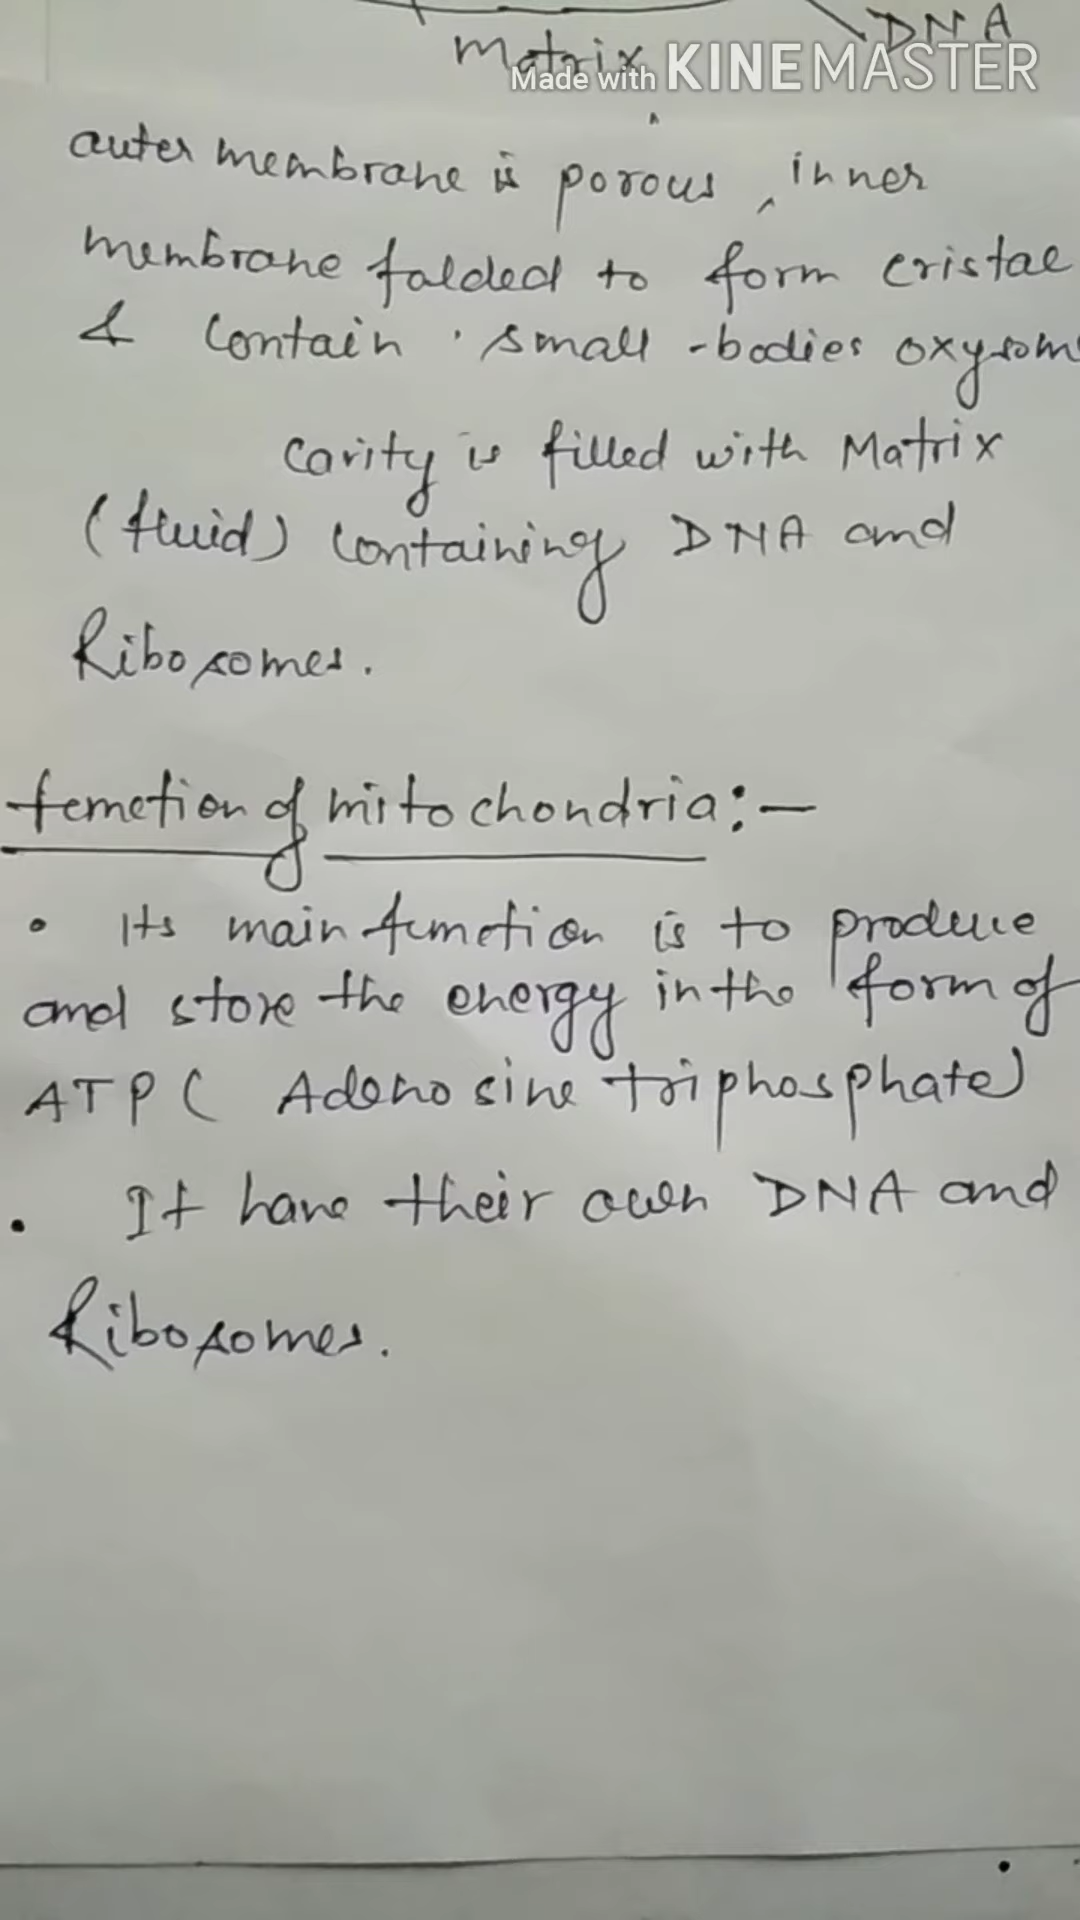 DNA
Matrix
Made with KINEMASTER
outer membrane is porous, inner
membrane folded to form cristae
& contain small -bodies oxysom
cavity is filled with Matrix
(fluid) containing DNA and
Ribosomes.
function of mitochondria:-
• Its main function is to produce
and store the energy in the form of
ATP( Adenosine triphosphate)
• It have their own DNA and
Ribosomes.